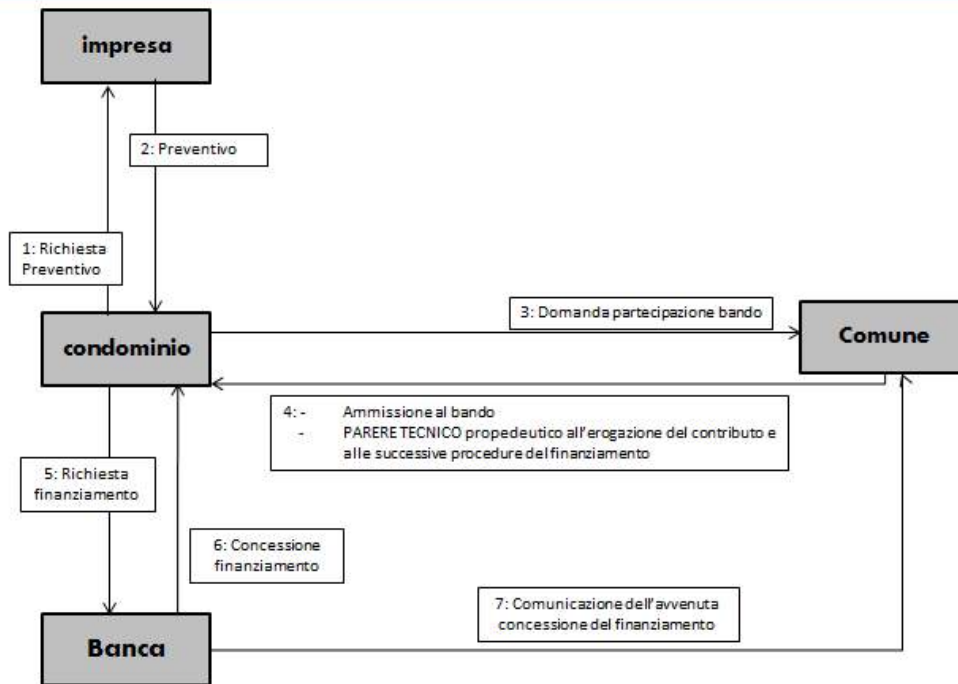 impresa
2: Preventivo
1: Richiesta
Preventivo
3: Domanda partecipazione bando
condominio
Comune
4: - Ammissione al bando
- PARERE TECNICO propedeutico all'erogazione del contributo e
alle successive procedure del finanziamento
5: Richiesta
finanziamento
6: Concessione
finanziamento
7: Comunicazione dell'avvenuta
concessione del finanziamento
Banca